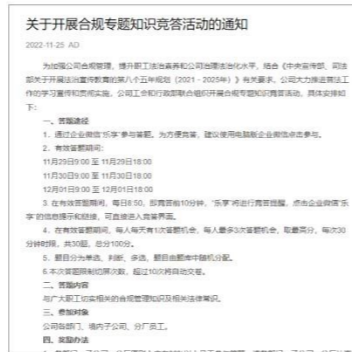 关于开展合规专题知识竞答活动的通知
2022-11-25 AD
为加强公司合规管理，提升职工法治素养和公司治理法治化水平，结合《中央宣传部、司法
部关于开展法治宣传教育的第八个五年规划（2021－2025年）》有关要求，公司大力推进普法工
作的学习宣传和贯彻实施。公司工会和行政部联合组织开展合规专题知识竞答活动，具体安排如
下：
一、答题途径
1、通过企业微信“乐享”参与答题。为方便竞答，建议使用电脑版企业微信点击参与。
2、有效答题期间：
11月29日9:00 至 11月29日18:00
11月30日9:00 至 11月30日18:00
12月01日9:00 至 12月01日18:00
3. 在有效答题期间，每日8:50，即竞答前10分钟，“乐享”将进行竞答提醒，点击企业微信“乐
享”的信息提示和链接，可直接进入竞答界面。
4、在有效答题期间，每人每天有1次答题机会，每人最多3次答题机会，取最高分，每次30
分钟时限，共30题，总分100分。
5、题目分为单选、判断、多选、题目由题库中随机分配。
6.本次答题限制切屏次数，超过10次将自动交卷。
二、答题内容
与广大职工切实相关的合规管理知识及相关法律常识。
三、参加对象
公司各部门、境内子公司、分厂员工。
四、奖励办法